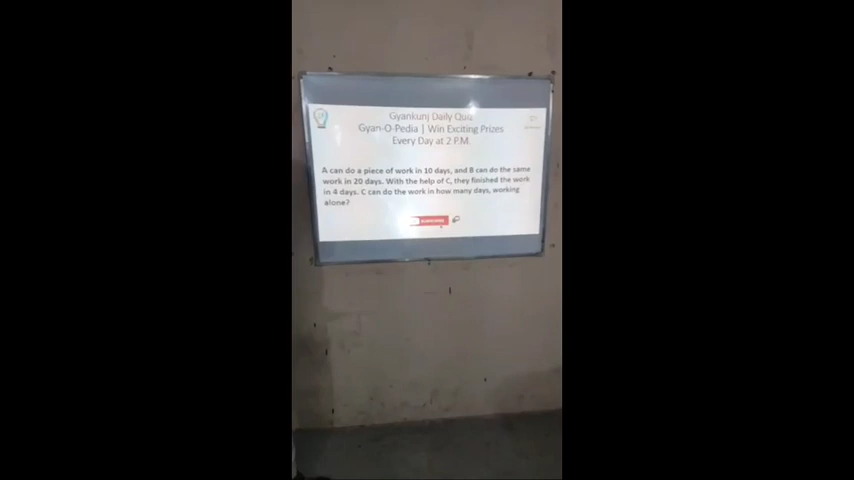 Gyankunj Daily Quiz
Gyan-O-Pedia | Win Exciting Prizes
Every Day at 2 P.M.
A can do a piece of work in 10 days, and B can do the same
work in 20 days. With the help of C, they finished the work
in 4 days. C can do the work in how many days, working
alone?
SUBSCRIBE